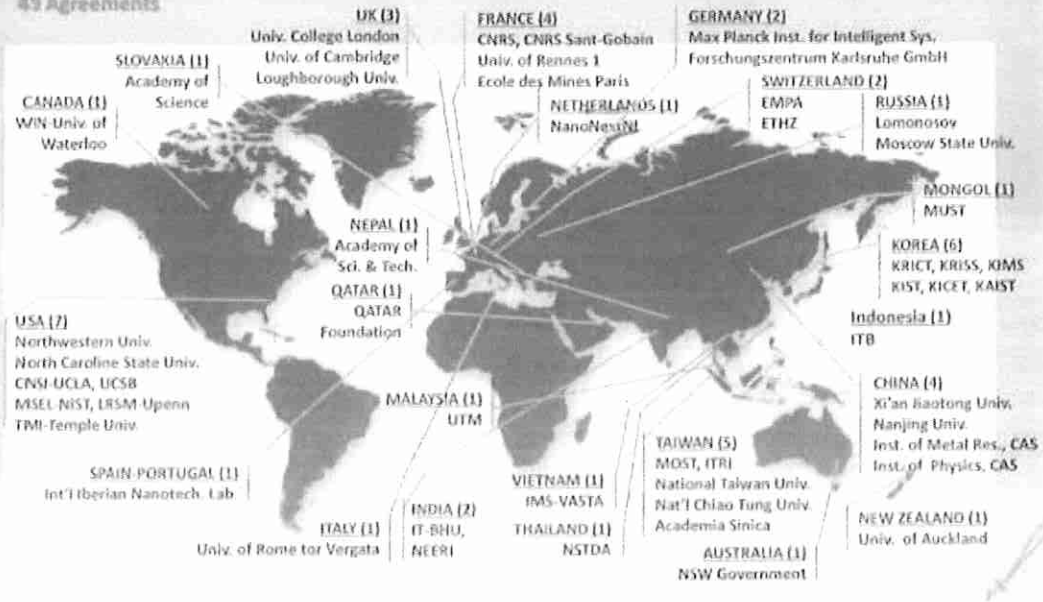 49 Agreements
UK (3)
Univ. College London
Univ. of Cambridge
Loughborough Univ.
FRANCE (4)
CNRS, CNRS Sant-Gobain
Univ. of Rennes 1
Ecole des Mines Paris
GERMANY (2)
Max Planck Inst. for Intelligent Sys.
Forschungszentrum Karlsruhe GmbH
SLOVAKIA (1)
Academy of
Science
CANADA (1)
WIN-Univ. of
Waterloo
NETHERLANDS (1)
NanoNextNL
SWITZERLAND (2)
EMPA
ETHZ
RUSSIA (1)
Lomonosov
Moscow State Univ.
MONGOL (1)
MUST
NEPAL (1)
Academy of
Sci. & Tech.
KOREA (6)
KRICT, KRISS, KIMS
KIST, KICET, KAIST
QATAR (1)
QATAR
Foundation
Indonesia (1)
ITB
USA (7)
Northwestern Univ.
North Caroline State Univ.
CNSI-UCLA, UCSB
MSEL-NIST, LRSM-Upenn
TMI-Temple Univ.
MALAYSIA (1)
UTM
CHINA (4)
Xi'an Jiaotong Univ.
Nanjing Univ.
Inst. of Metal Res., CAS
Inst. of Physics, CAS
SPAIN-PORTUGAL (1)
Int'l Iberian Nanotech. Lab
VIETNAM (1)
IMS-VASTA
TAIWAN (5)
MOST, ITRI
National Taiwan Univ.
Nat'l Chiao Tung Univ.
Academia Sinica
ITALY (1)
Univ. of Rome tor Vergata
INDIA (2)
IT-BHU,
NEERI
THAILAND (1)
NSTDA
NEW ZEALAND (1)
Univ. of Auckland
AUSTRALIA (1)
NSW Government